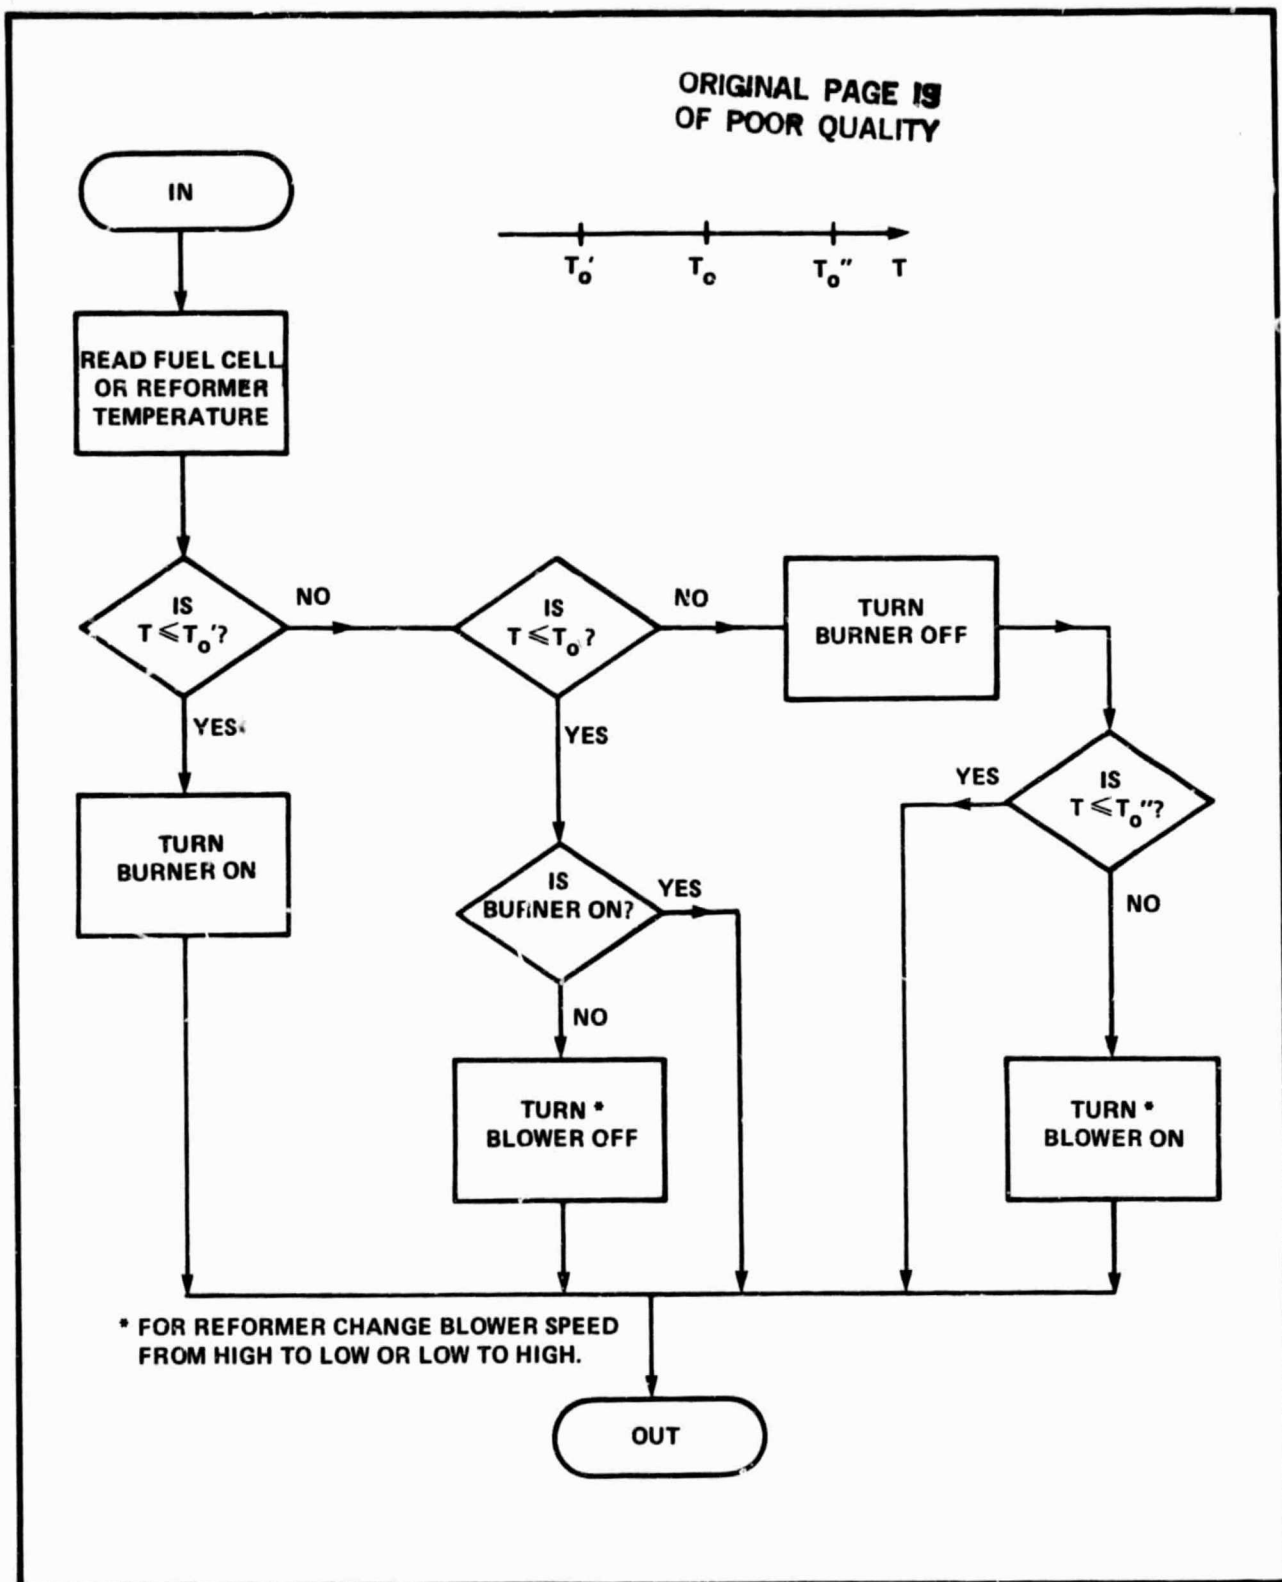 ORIGINAL PAGE IS
OF POOR QUALITY
IN
T₀′ T₀ T₀″ T
READ FUEL CELL
OR REFORMER
TEMPERATURE
IS
T ≤ T₀′?
NO
YES
IS
T ≤ T₀?
NO
YES
TURN
BURNER OFF
IS
T ≤ T₀″?
YES
NO
TURN
BURNER ON
IS
BURNER ON?
YES
NO
TURN *
BLOWER OFF
TURN *
BLOWER ON
* FOR REFORMER CHANGE BLOWER SPEED
FROM HIGH TO LOW OR LOW TO HIGH.
OUT